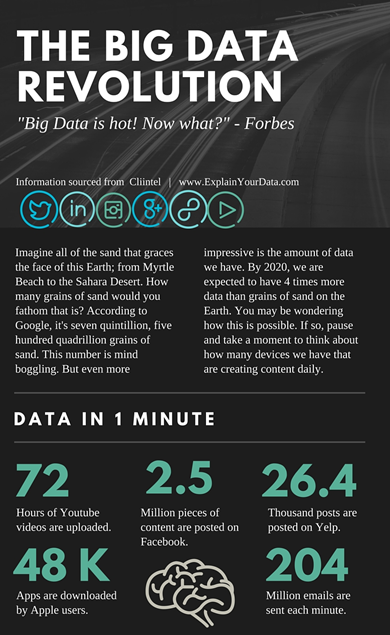 THE BIG DATA
REVOLUTION
"Big Data is hot! Now what?" - Forbes
Information sourced from Cliintel | www.ExplainYourData.com
in g+
Imagine all of the sand that graces
the face of this Earth; from Myrtle
Beach to the Sahara Desert. How
many grains of sand would you
fathom that is? According to
Google, it's seven quintillion, five
hundred quadrillion grains of
sand. This number is mind
boggling. But even more
impressive is the amount of data
we have. By 2020, we are
expected to have 4 times more
data than grains of sand on the
Earth. You may be wondering
how this is possible. If so, pause
and take a moment to think about
how many devices we have that
are creating content daily.
DATA IN 1 MINUTE
72
Hours of Youtube
videos are uploaded.
2.5
Million pieces of
content are posted on
Facebook.
26.4
Thousand posts are
posted on Yelp.
48 K
Apps are downloaded
by Apple users.
204
Million emails are
sent each minute.